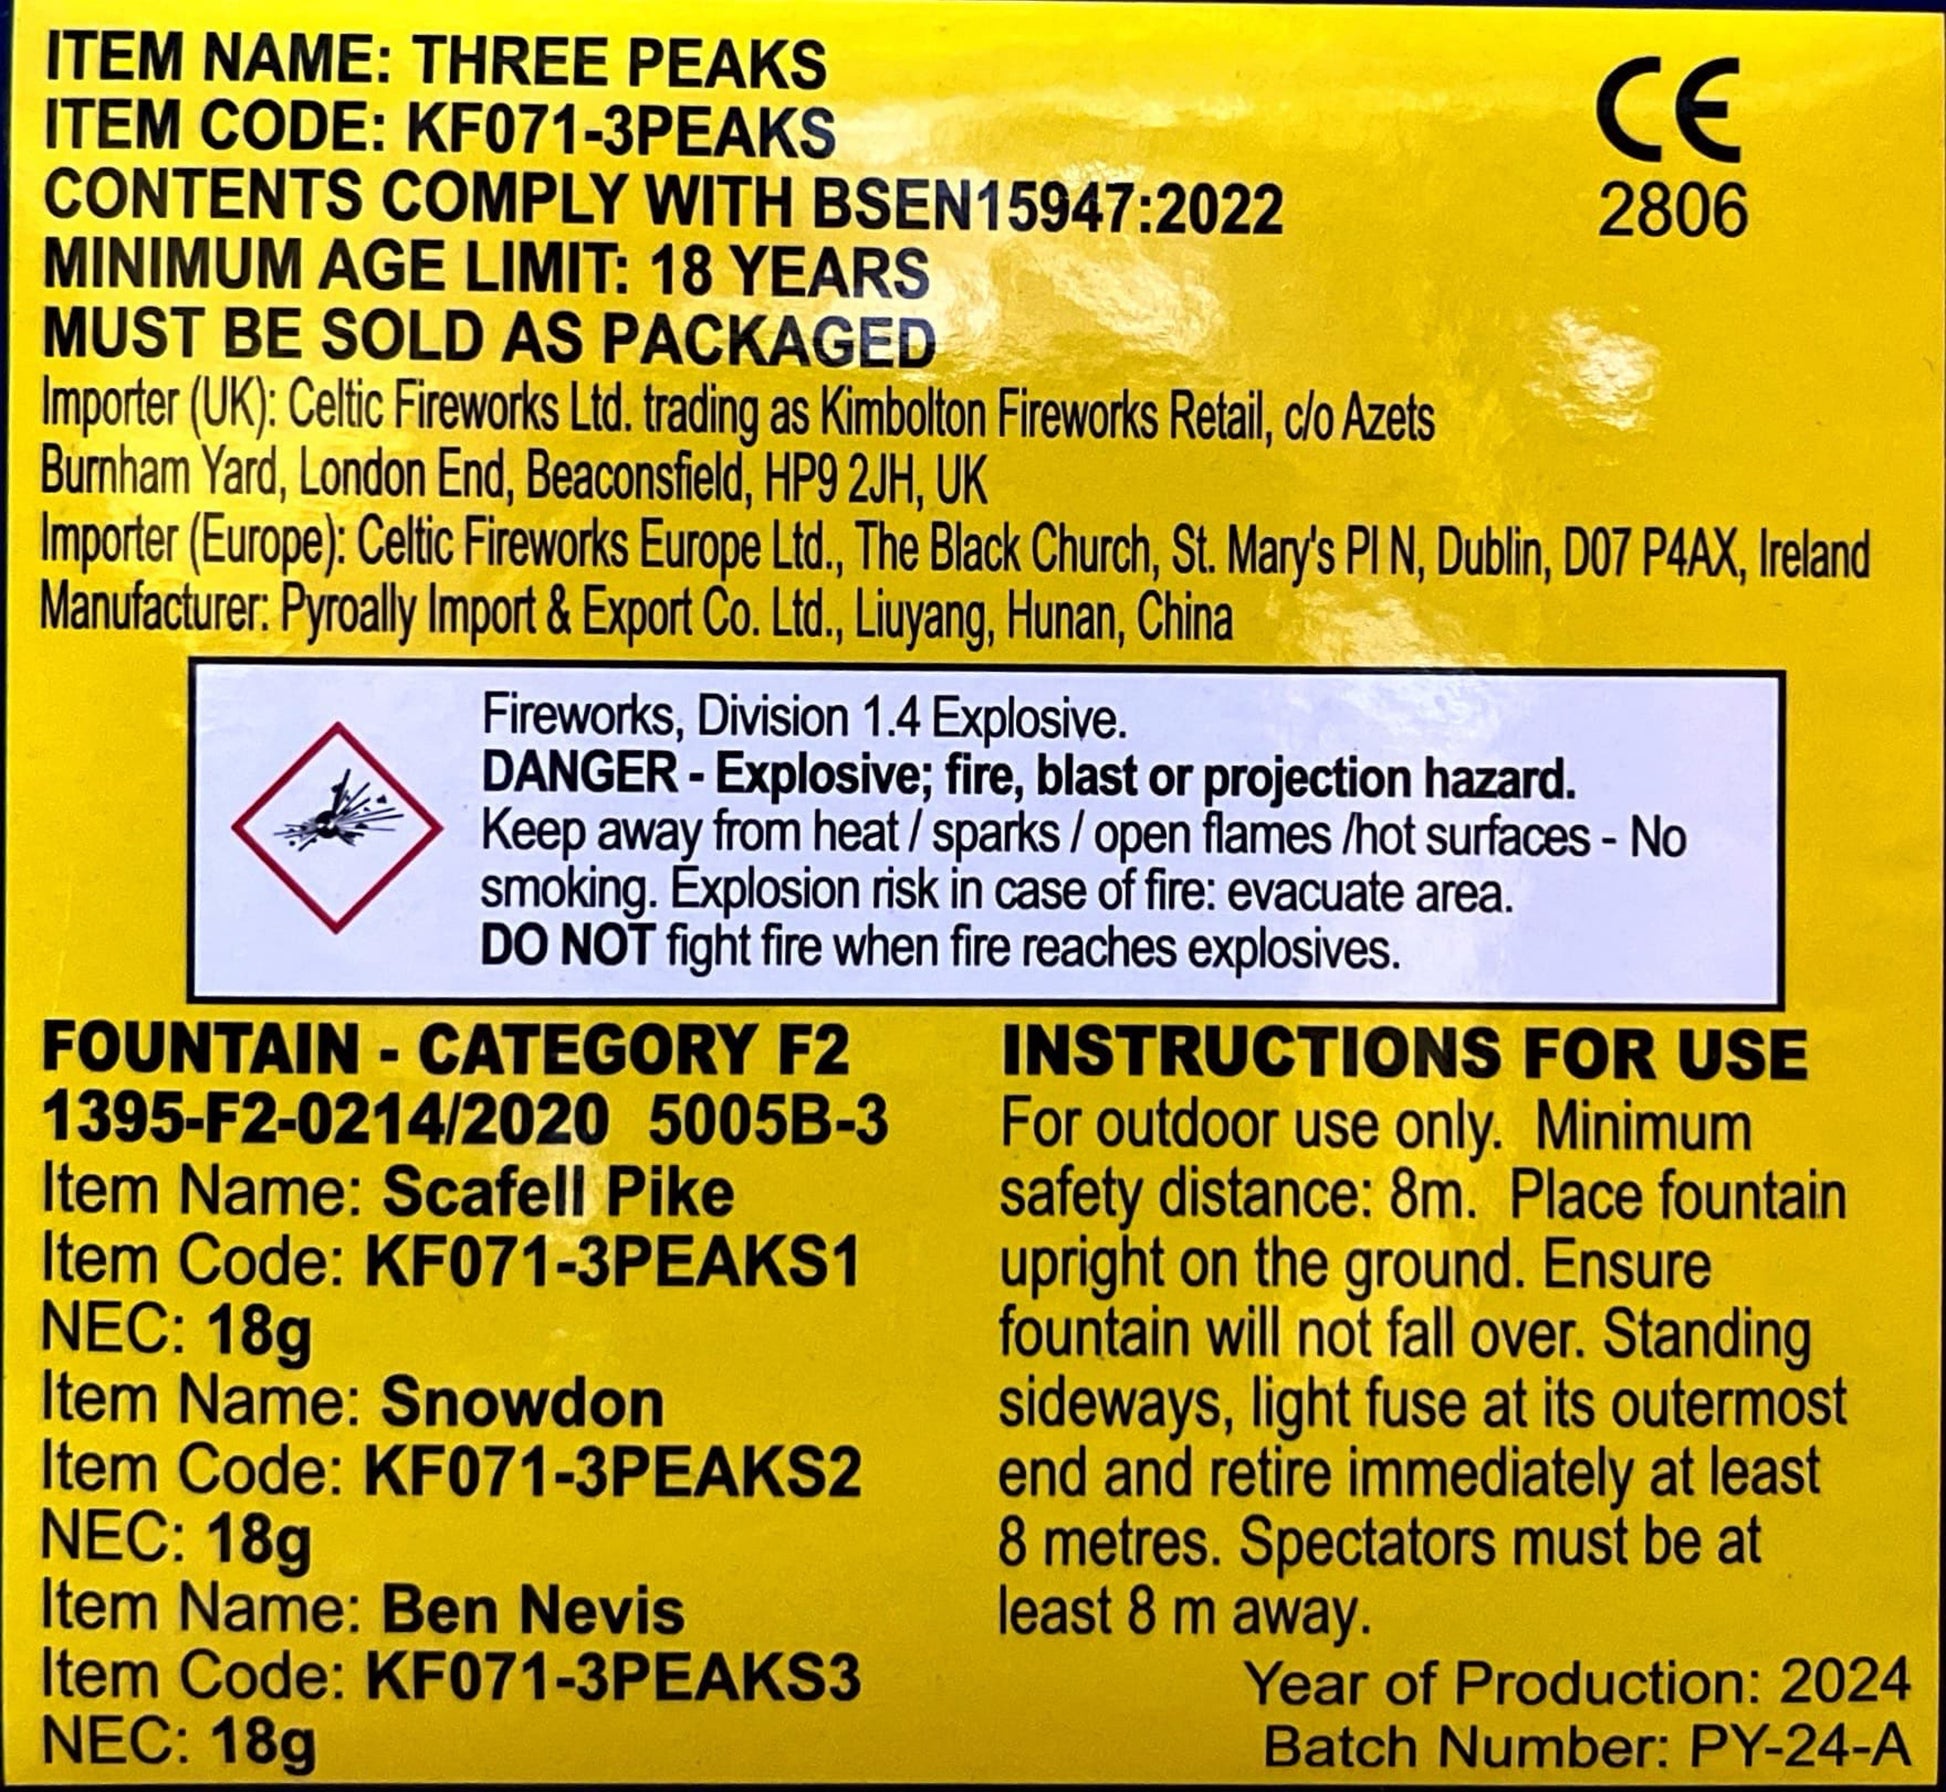 ITEM NAME: THREE PEAKS
ITEM CODE: KF071-3PEAKS
CONTENTS COMPLY WITH BSEN15947:2022
MINIMUM AGE LIMIT: 18 YEARS
MUST BE SOLD AS PACKAGED
CE
2806
Importer (UK): Celtic Fireworks Ltd. trading as Kimbolton Fireworks Retail, c/o Azets
Burnham Yard, London End, Beaconsfield, HP9 2JH, UK
Importer (Europe): Celtic Fireworks Europe Ltd., The Black Church, St. Mary's Pl N, Dublin, D07 P4AX, Ireland
Manufacturer: Pyroally Import & Export Co. Ltd., Liuyang, Hunan, China
Fireworks, Division 1.4 Explosive.
DANGER - Explosive; fire, blast or projection hazard.
Keep away from heat / sparks / open flames /hot surfaces - No
smoking. Explosion risk in case of fire: evacuate area.
DO NOT fight fire when fire reaches explosives.
FOUNTAIN - CATEGORY F2
1395-F2-0214/2020 5005B-3
Item Name: Scafell Pike
Item Code: KF071-3PEAKS1
NEC: 18g
Item Name: Snowdon
Item Code: KF071-3PEAKS2
NEC: 18g
Item Name: Ben Nevis
Item Code: KF071-3PEAKS3
NEC: 18g
INSTRUCTIONS FOR USE
For outdoor use only. Minimum
safety distance: 8m. Place fountain
upright on the ground. Ensure
fountain will not fall over. Standing
sideways, light fuse at its outermost
end and retire immediately at least
8 metres. Spectators must be at
least 8 m away.
Year of Production: 2024
Batch Number: PY-24-A